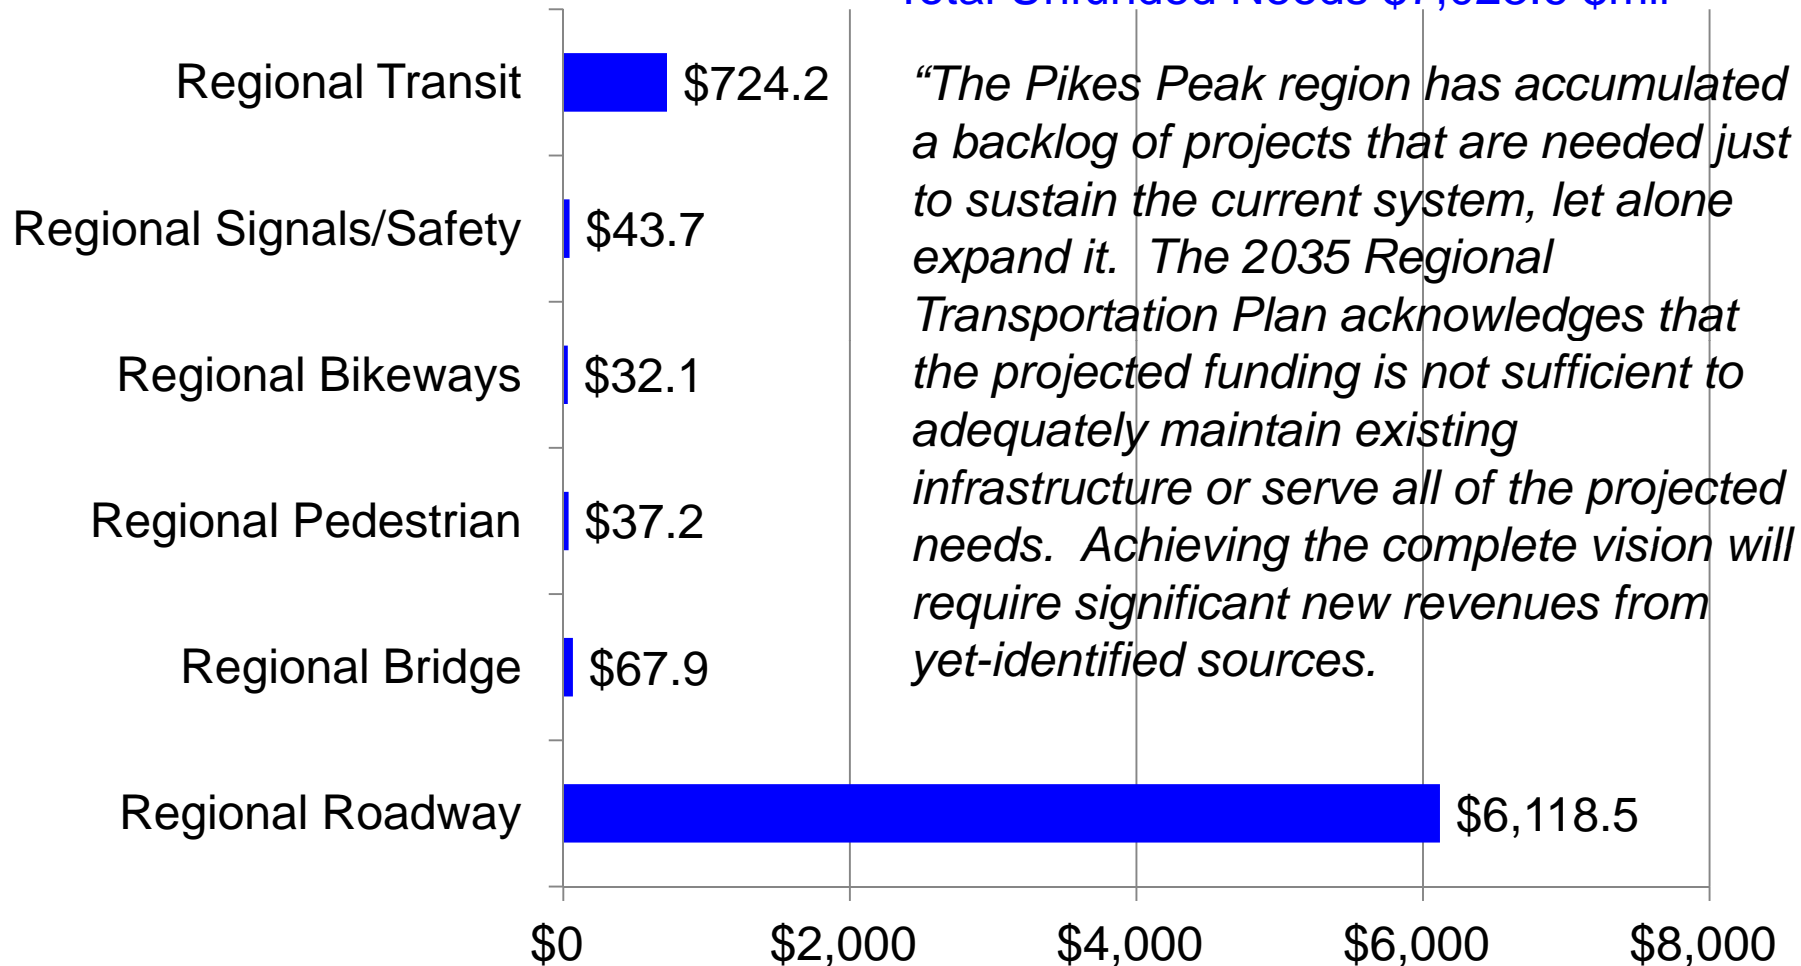 Total Unfunded Needs $mil
Regional Transit
$724.2
Regional Signals/Safety
$43.7
Regional Bikeways
$32.1
Regional Pedestrian
$37.2
Regional Bridge
$67.9
Regional Roadway
$6,118.5
“The Pikes Peak region has accumulated
a backlog of projects that are needed just
to sustain the current system, let alone
expand it.  The 2035 Regional
Transportation Plan acknowledges that
the projected funding is not sufficient to
adequately maintain existing
infrastructure or serve all of the projected
needs.  Achieving the complete vision will
require significant new revenues from
yet-identified sources.
$0 $2,000 $4,000 $6,000 $8,000